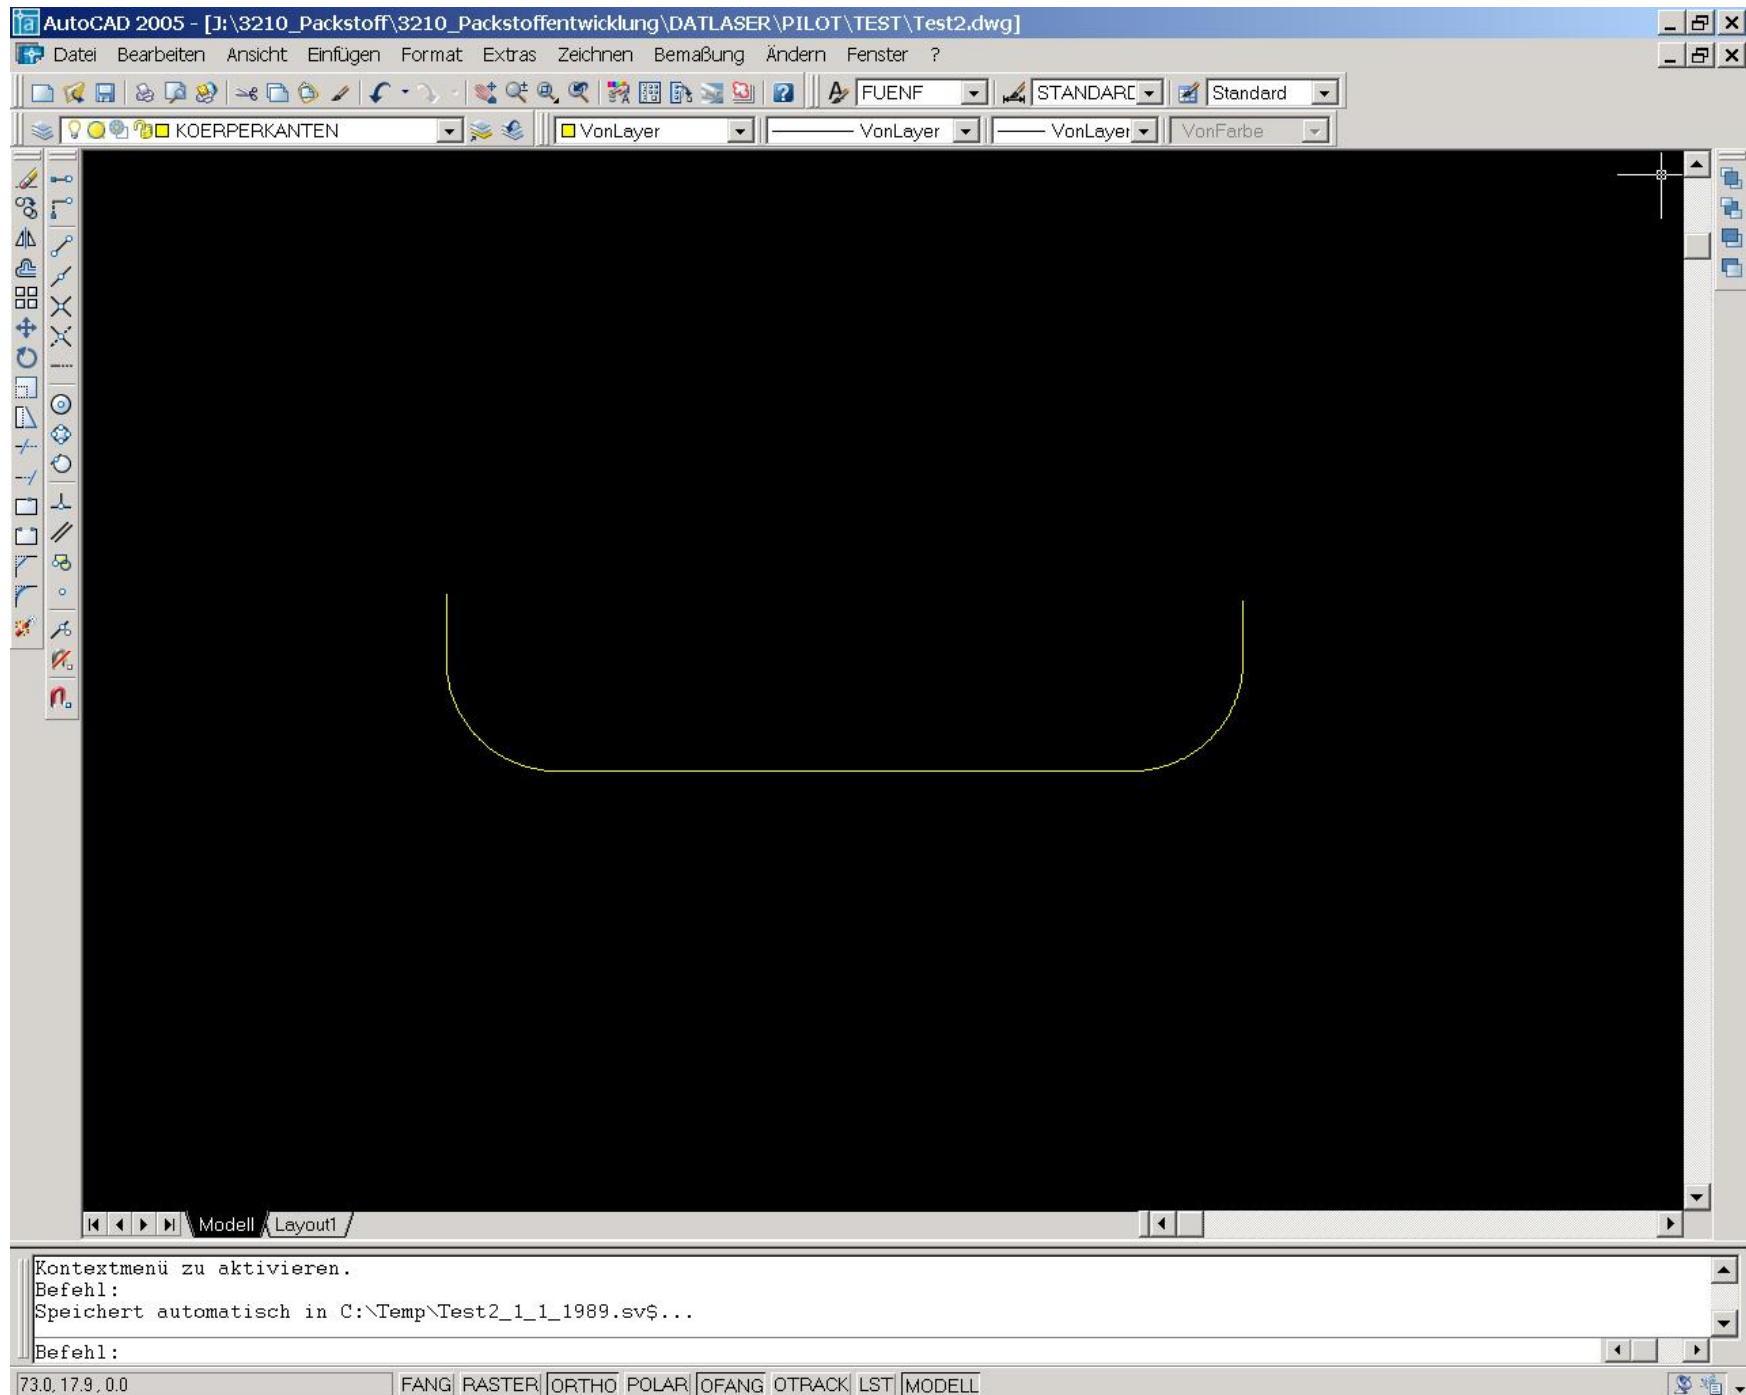 AutoCAD 2005 - [J:\3210_Packstoff\3210_Packstoffentwicklung\DATLASER\PILOT\TEST\Test2.dwg]
Datei Bearbeiten Ansicht Einfügen Format Extras Zeichnen Bemaßung Ändern Fenster ?
FUENF STANDARD Standard
KOERPERKANTEN VonLayer VonLayer VonLayer VonFarbe
Modell Layout1
Kontextmenü zu aktivieren.
Befehl:
Speichert automatisch in C:\Temp\Test2_1_1_1989.sv$...
Befehl:
73.0, 17.9 , 0.0 FANG RASTER ORTHO POLAR OFANG OTRACK LST MODELL